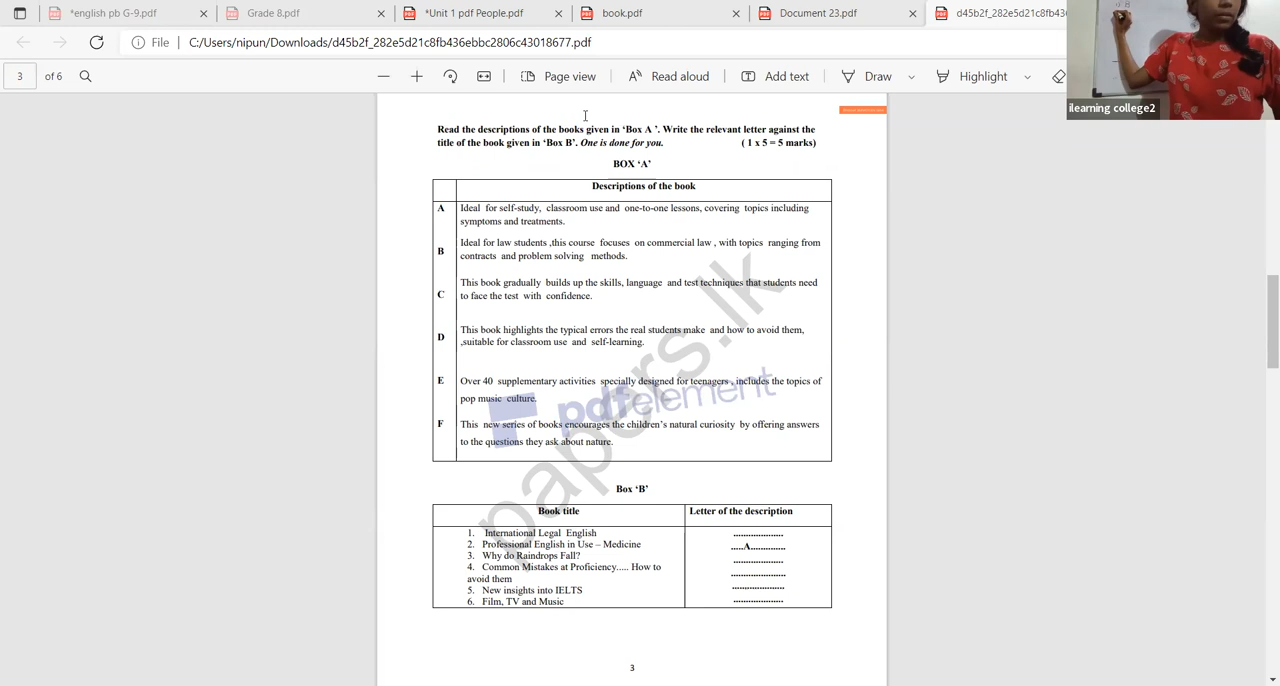 *english pb G-9.pdf
Grade 8.pdf
*Unit 1 pdf People.pdf
book.pdf
Document 23.pdf
d45b2f_282e5d21c8fb436ebbc2806c43
File C:/Users/nipun/Downloads/d45b2f_282e5d21c8fb436ebbc2806c43018677.pdf
3 of 6 Page view Read aloud Add text Draw Highlight
ilearning college2
Read the descriptions of the books given in ‘Box A ’. Write the relevant letter against the
title of the book given in ‘Box B’. One is done for you. ( 1 x 5 = 5 marks)
BOX ‘A’
Descriptions of the book
A Ideal for self-study, classroom use and one-to-one lessons, covering topics including
symptoms and treatments.
B Ideal for law students ,this course focuses on commercial law , with topics ranging from
contracts and problem solving methods.
C This book gradually builds up the skills, language and test techniques that students need
to face the test with confidence.
D This book highlights the typical errors the real students make and how to avoid them,
,suitable for classroom use and self-learning.
E Over 40 supplementary activities specially designed for teenagers , includes the topics of
pop music culture.
F This new series of books encourages the children’s natural curiosity by offering answers
to the questions they ask about nature.
papers.lk
pdfelement
Box ‘B’
Book title Letter of the description
1. International Legal English ....................
2. Professional English in Use – Medicine .....A..............
3. Why do Raindrops Fall? ....................
4. Common Mistakes at Proficiency..... How to ....................
avoid them
5. New insights into IELTS ....................
6. Film, TV and Music ....................
3